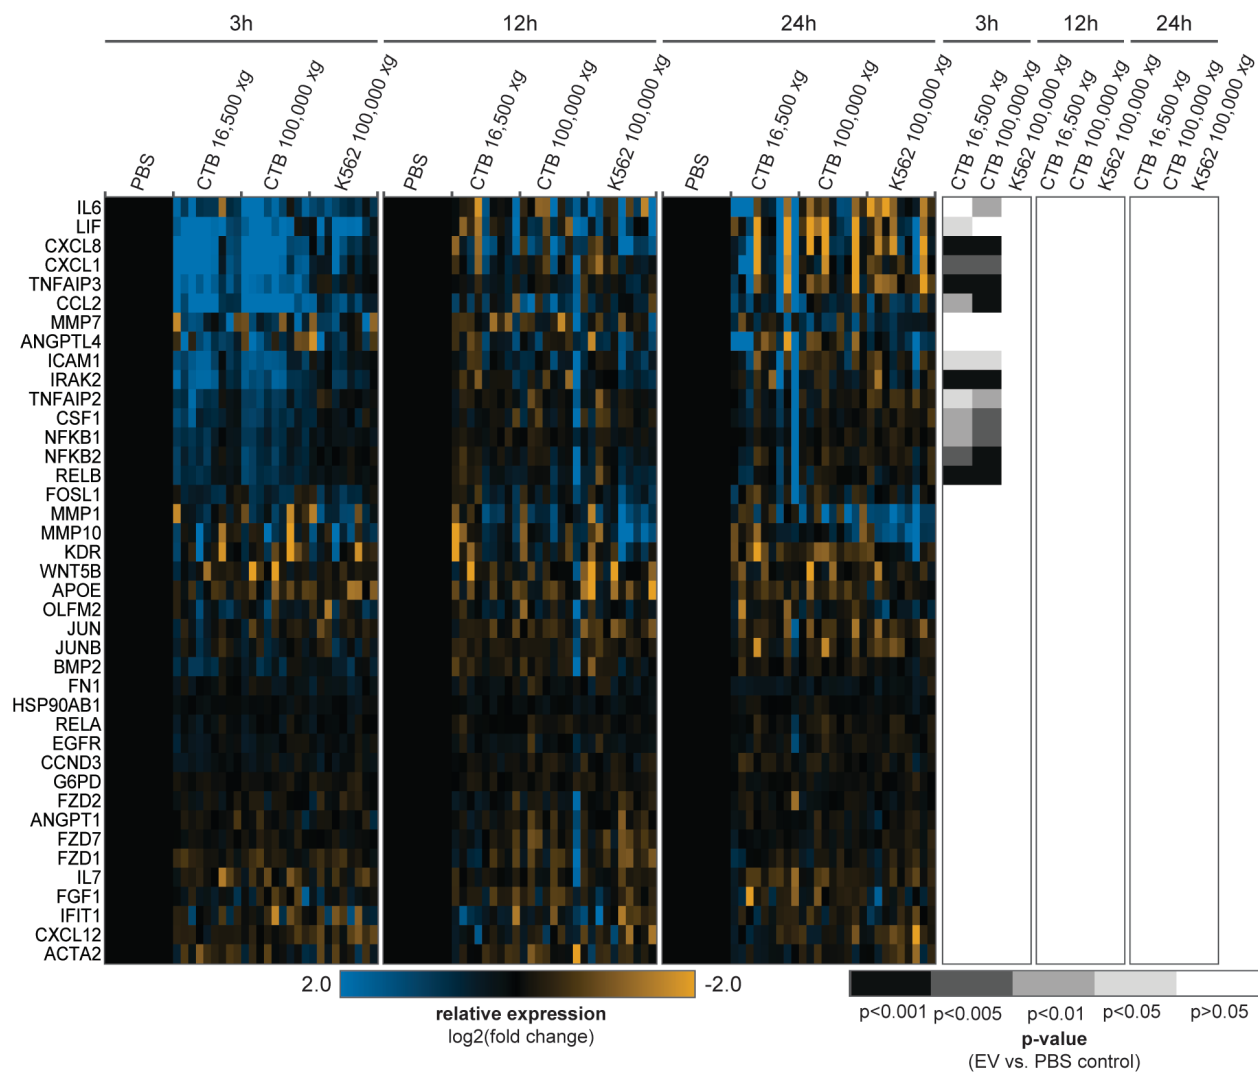 3h 12h 24h 3h 12h 24h
PBS CTB 16,500 xg CTB 100,000 xg K562 100,000 xg PBS CTB 16,500 xg CTB 100,000 xg K562 100,000 xg PBS CTB 16,500 xg CTB 100,000 xg K562 100,000 xg CTB 16,500 xg CTB 100,000 xg K562 100,000 xg CTB 16,500 xg CTB 100,000 xg K562 100,000 xg CTB 16,500 xg CTB 100,000 xg K562 100,000 xg
IL6
LIF
CXCL8
CXCL1
TNFAIP3
CCL2
MMP7
ANGPTL4
ICAM1
IRAK2
TNFAIP2
CSF1
NFKB1
NFKB2
RELB
FOSL1
MMP1
MMP10
KDR
WNT5B
APOE
OLFM2
JUN
JUNB
BMP2
FN1
HSP90AB1
RELA
EGFR
CCND3
G6PD
FZD2
ANGPT1
FZD7
FZD1
IL7
FGF1
IFIT1
CXCL12
ACTA2
2.0 -2.0
relative expression
log2(fold change)
p<0.001 p<0.005 p<0.01 p<0.05 p>0.05
p-value
(EV vs. PBS control)